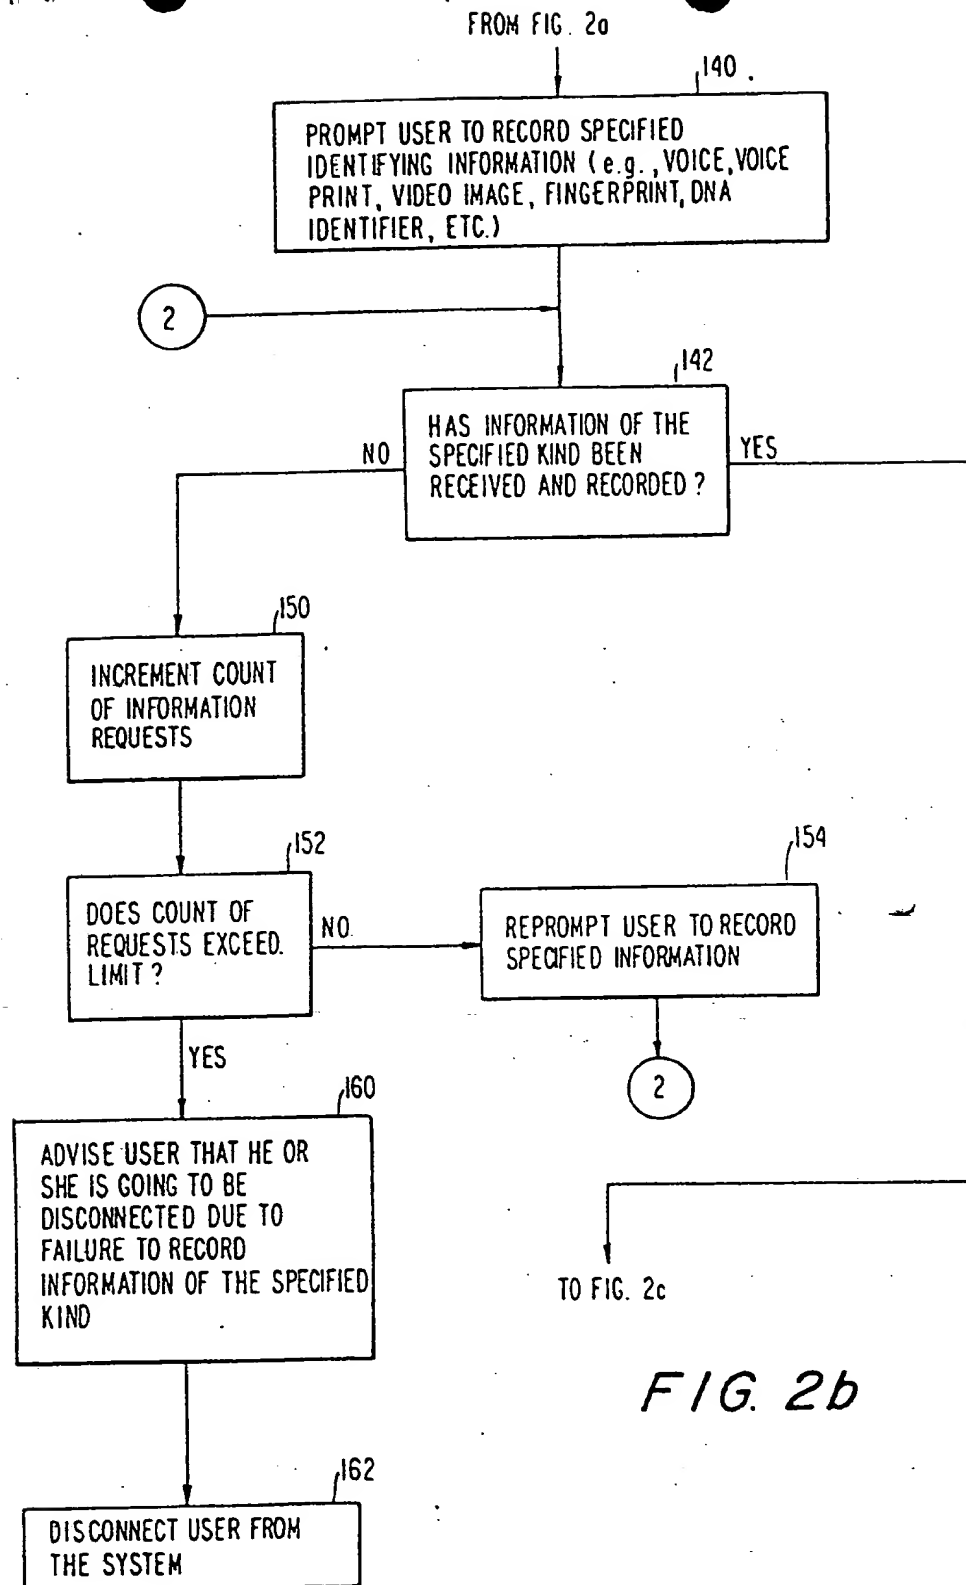 FROM FIG. 2a
140
PROMPT USER TO RECORD SPECIFIED
IDENTIFYING INFORMATION (e.g., VOICE, VOICE
PRINT, VIDEO IMAGE, FINGERPRINT, DNA
IDENTIFIER, ETC.)
2
142
HAS INFORMATION OF THE
SPECIFIED KIND BEEN
RECEIVED AND RECORDED?
NO
YES
150
INCREMENT COUNT
OF INFORMATION
REQUESTS
152
DOES COUNT OF
REQUESTS EXCEED.
LIMIT?
NO
154
REPROMPT USER TO RECORD
SPECIFIED INFORMATION
2
YES
160
ADVISE USER THAT HE OR
SHE IS GOING TO BE
DISCONNECTED DUE TO
FAILURE TO RECORD
INFORMATION OF THE SPECIFIED
KIND
TO FIG. 2c
FIG. 2b
162
DISCONNECT USER FROM
THE SYSTEM